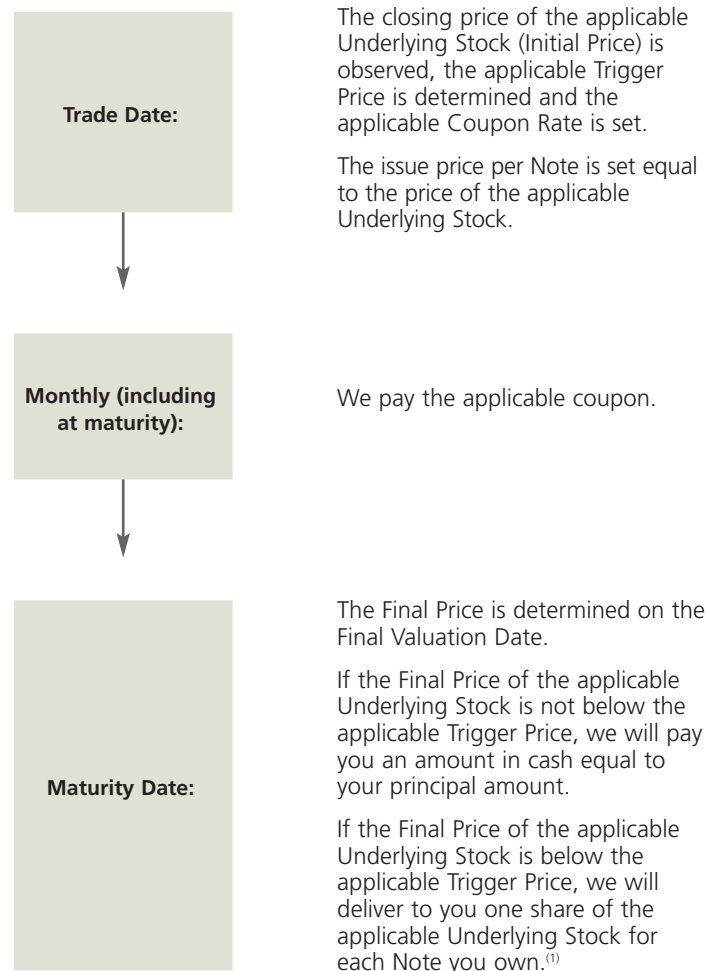 Trade Date:
The closing price of the applicable
Underlying Stock (Initial Price) is
observed, the applicable Trigger
Price is determined and the
applicable Coupon Rate is set.
The issue price per Note is set equal
to the price of the applicable
Underlying Stock.
Monthly (including
at maturity):
We pay the applicable coupon.
Maturity Date:
The Final Price is determined on the
Final Valuation Date.
If the Final Price of the applicable
Underlying Stock is not below the
applicable Trigger Price, we will pay
you an amount in cash equal to
your principal amount.
If the Final Price of the applicable
Underlying Stock is below the
applicable Trigger Price, we will
deliver to you one share of the
applicable Underlying Stock for
each Note you own.(1)